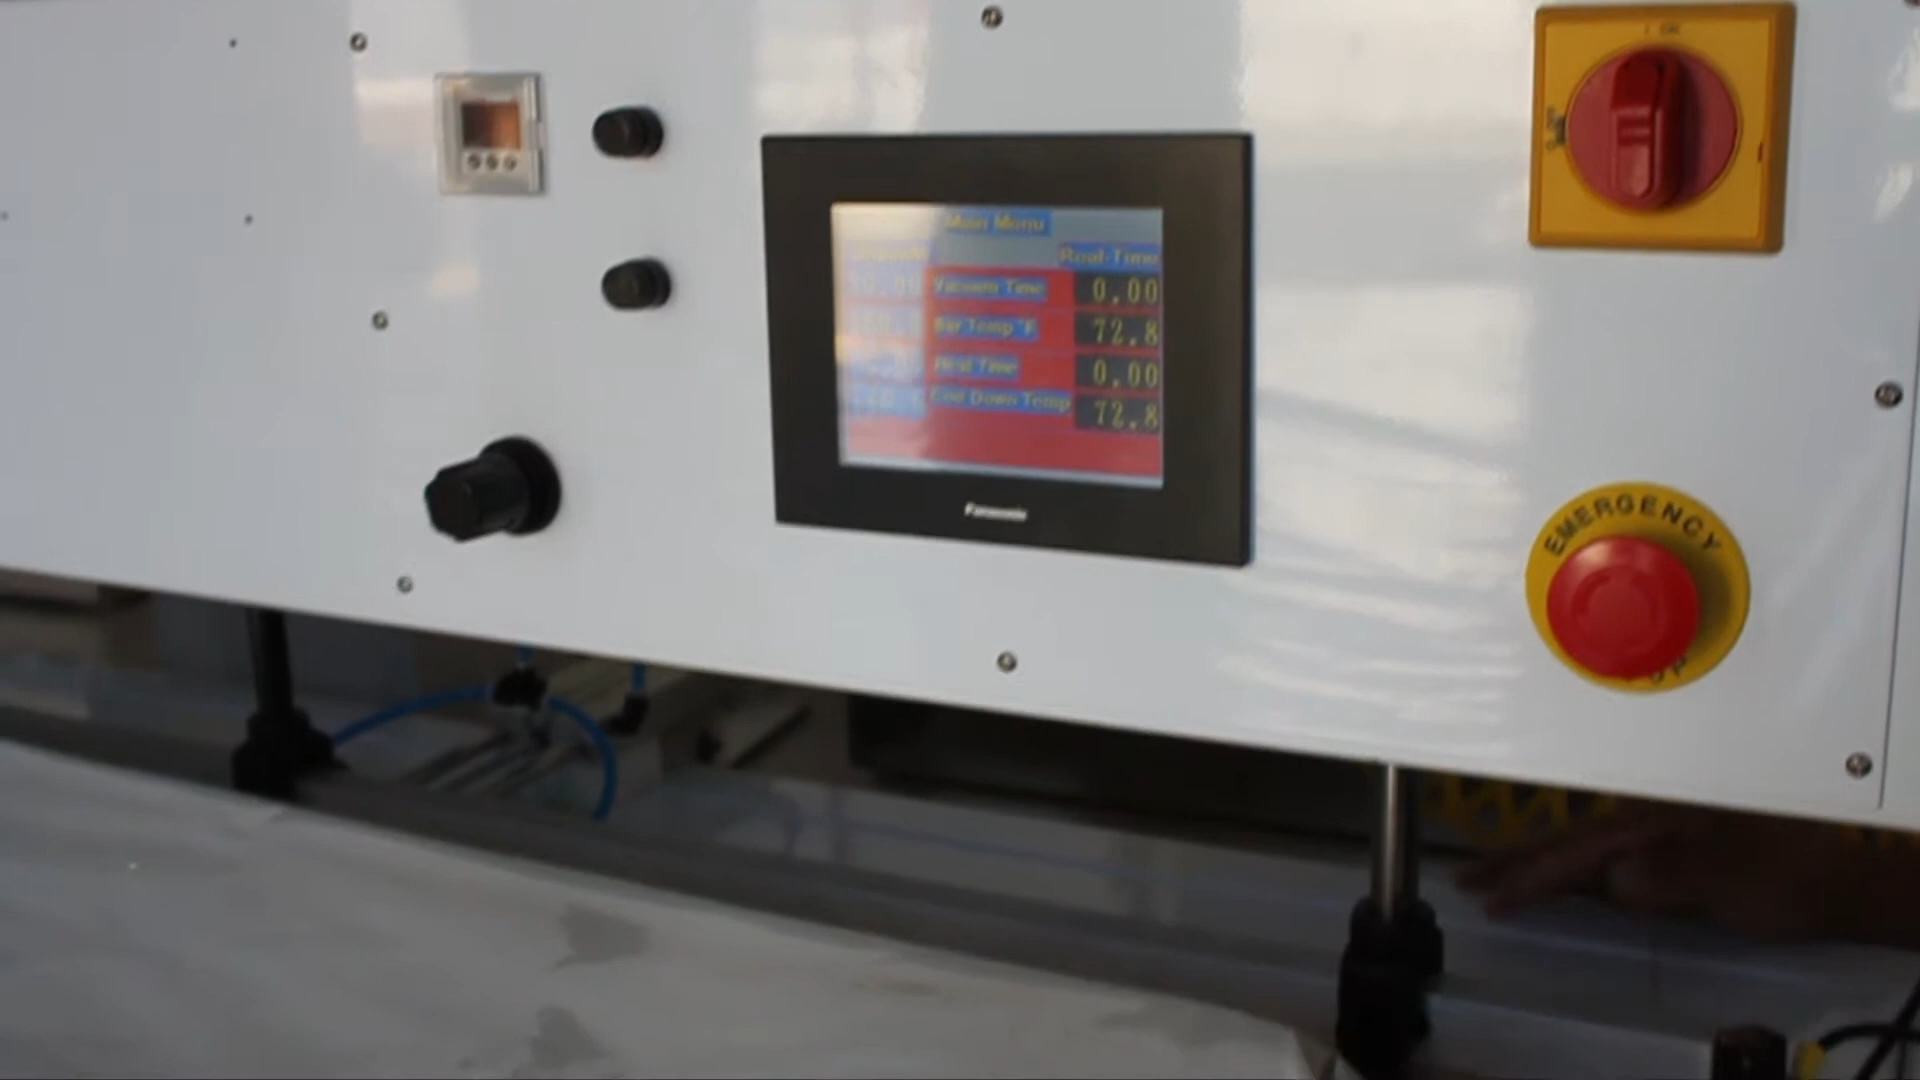 Main Menu
Real-Time
Vacuum Time 0.00
Bar Temp °F 72.8
Heat Time 0.00
Cool Down Temp 72.8
Panasonic
I ON
EMERGENCY